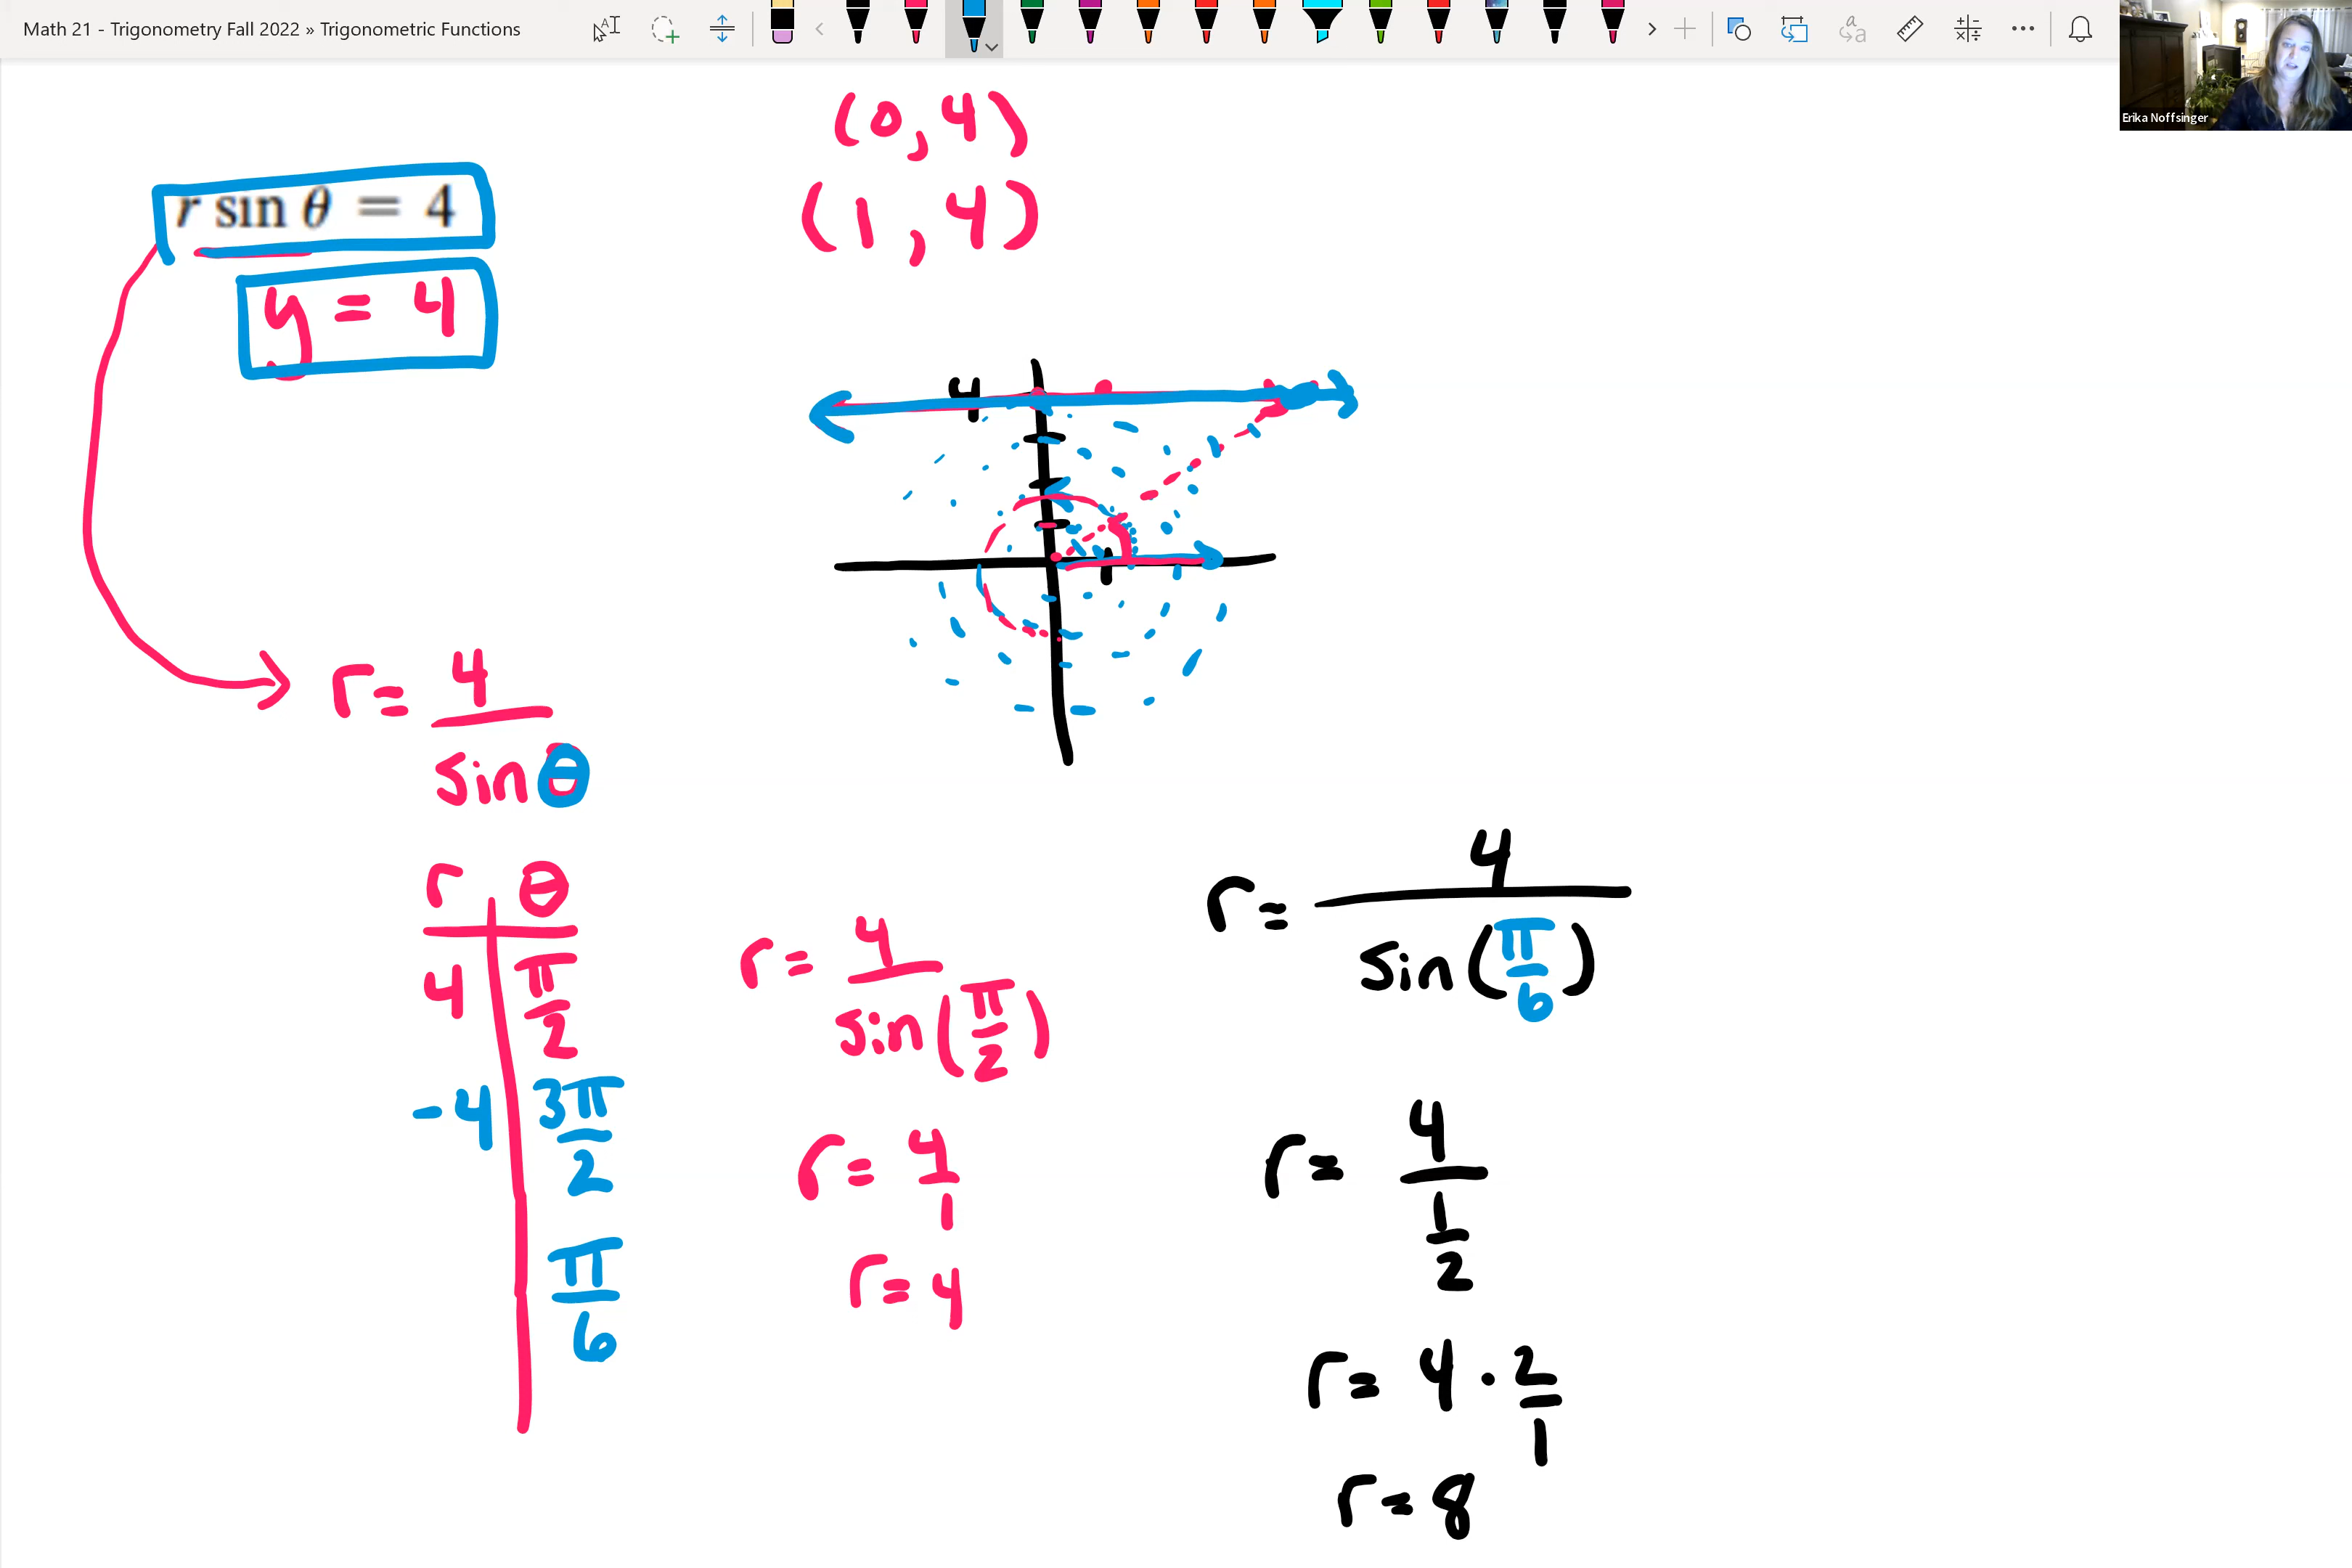 Math 21 - Trigonometry Fall 2022 » Trigonometric Functions
Erika Noffsinger
(0, 4)
(1, 4)
r sin θ = 4
y = 4
4
r = 4 / sin θ
r θ
4 π/2
-4 3π/2
π/6
r = 4 / sin(π/2)
r = 4/1
r = 4
r = 4 / sin(π/6)
r = 4 / 1/2
r = 4 · 2/1
r = 8